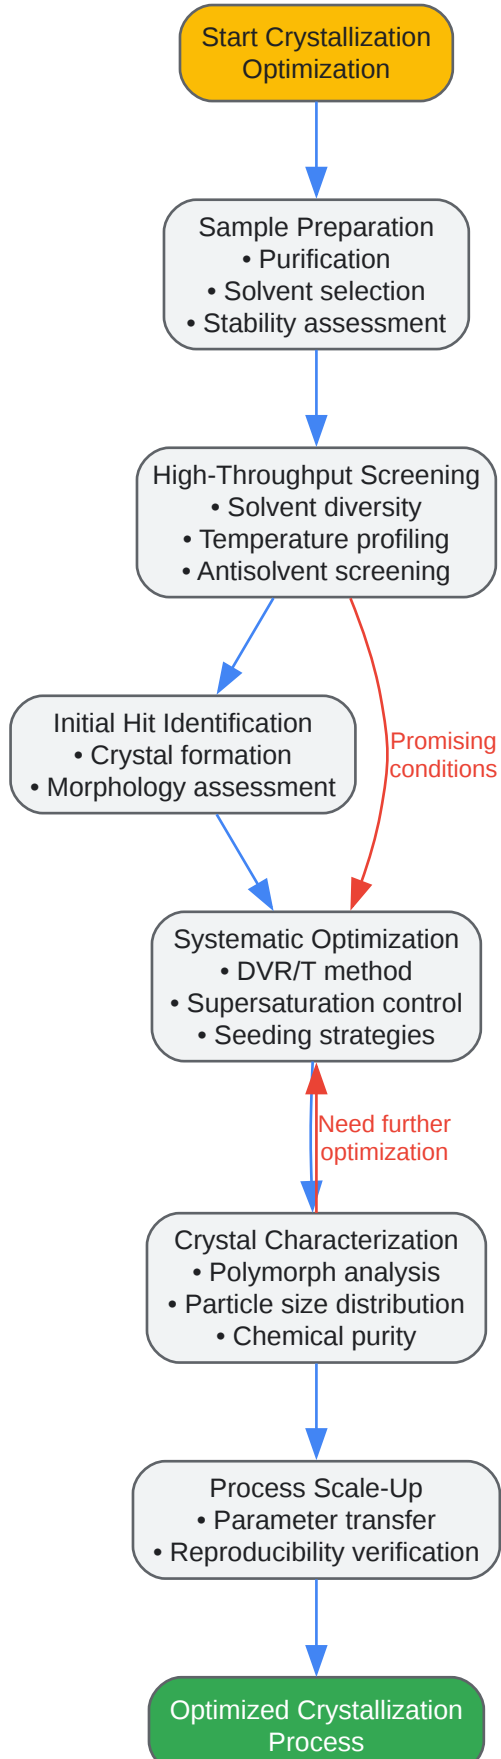 Start Crystallization
Optimization
Sample Preparation
• Purification
• Solvent selection
• Stability assessment
High-Throughput Screening
• Solvent diversity
• Temperature profiling
• Antisolvent screening
Initial Hit Identification
• Crystal formation
• Morphology assessment
Promising
conditions
Systematic Optimization
• DVR/T method
• Supersaturation control
• Seeding strategies
Need further
optimization
Crystal Characterization
• Polymorph analysis
• Particle size distribution
• Chemical purity
Process Scale-Up
• Parameter transfer
• Reproducibility verification
Optimized Crystallization
Process